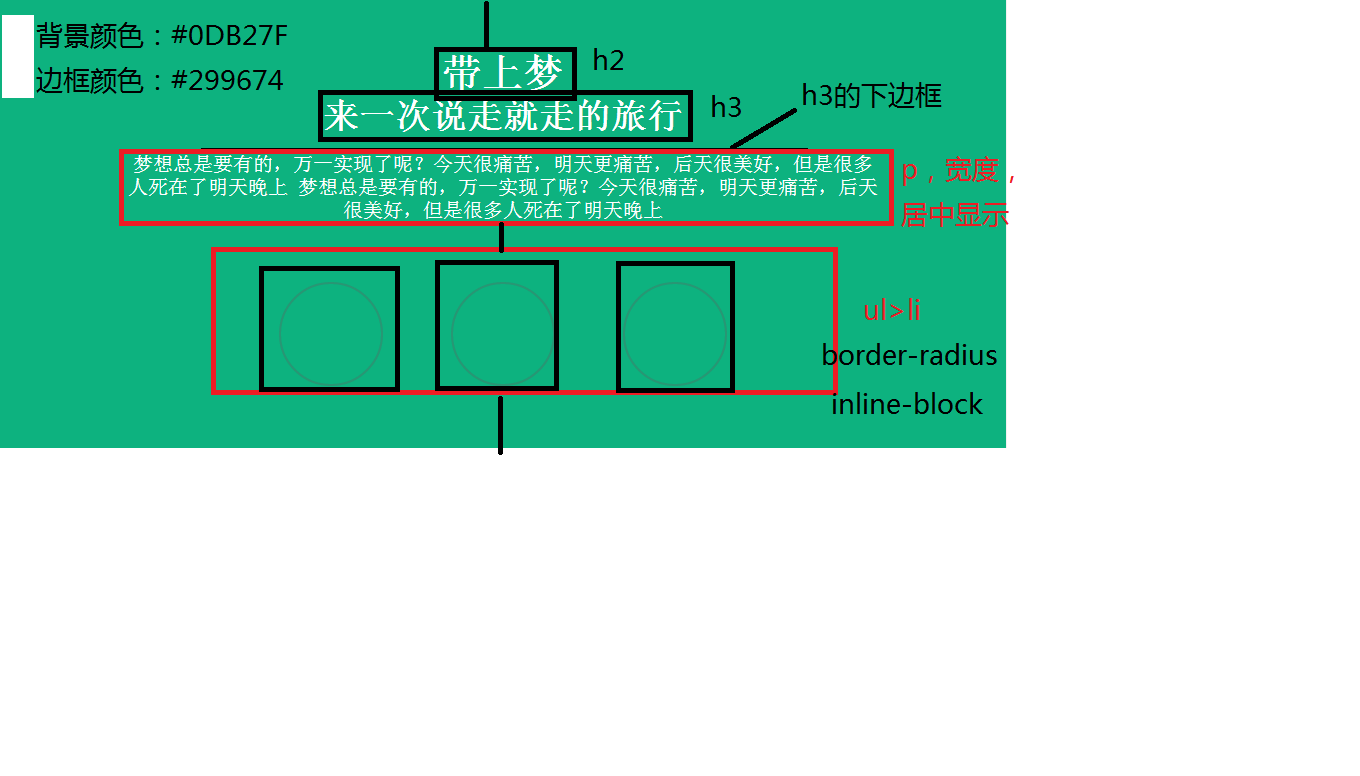 背景颜色：#0DB27F
边框颜色：#299674
带上梦
h2
来一次说走就走的旅行
h3
h3的下边框
梦想总是要有的，万一实现了呢？今天很痛苦，明天更痛苦，后天很美好，但是很多
人死在了明天晚上 梦想总是要有的，万一实现了呢？今天很痛苦，明天更痛苦，后天
很美好，但是很多人死在了明天晚上
p，宽度，
居中显示
ul>li
border-radius
inline-block